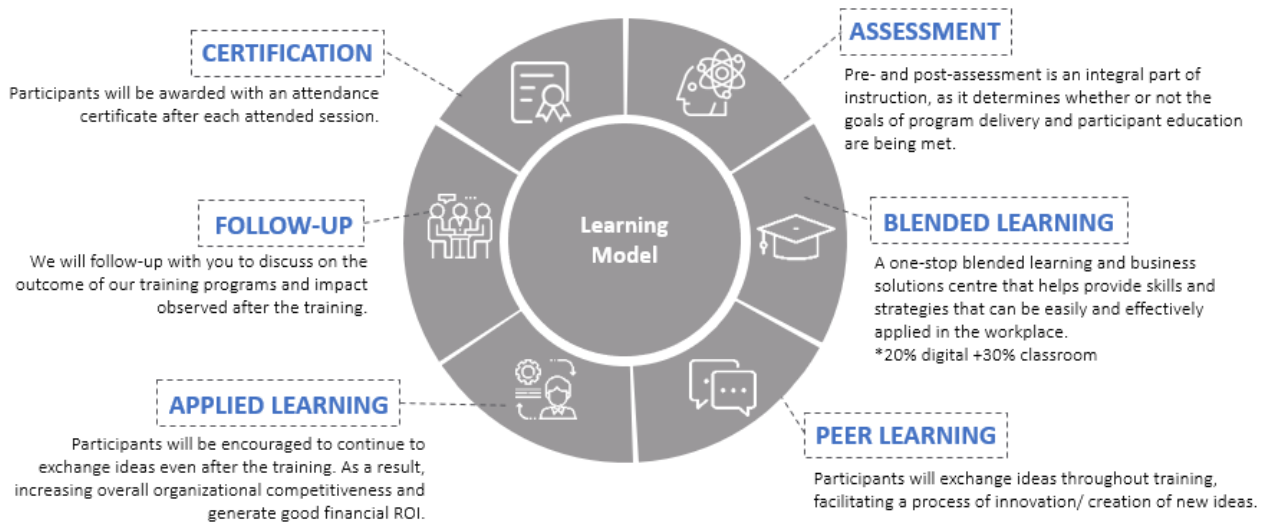 CERTIFICATION
Participants will be awarded with an attendance
certificate after each attended session.
ASSESSMENT
Pre- and post-assessment is an integral part of
instruction, as it determines whether or not the
goals of program delivery and participant education
are being met.
FOLLOW-UP
We will follow-up with you to discuss on the
outcome of our training programs and impact
observed after the training.
Learning
Model
BLENDED LEARNING
A one-stop blended learning and business
solutions centre that helps provide skills and
strategies that can be easily and effectively
applied in the workplace.
*20% digital +30% classroom
APPLIED LEARNING
Participants will be encouraged to continue to
exchange ideas even after the training. As a result,
increasing overall organizational competitiveness and
generate good financial ROI.
PEER LEARNING
Participants will exchange ideas throughout training,
facilitating a process of innovation/ creation of new ideas.